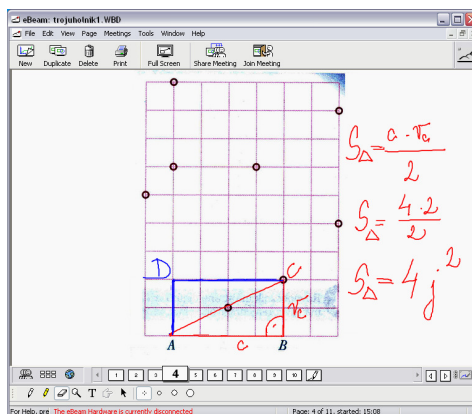 eBeam: trojuholnik1.WBD
File Edit View Page Meetings Tools Window Help
New Duplicate Delete Print Full Screen Share Meeting Join Meeting
S△ = c · vc / 2
S△ = 4 · 2 / 2
S△ = 4 j²
D C
vc
A c B
1 2 3 4 5 6 7 8 9 10
T
For Help, pre The eBeam Hardware is currently disconnected Page: 4 of 11, started: 15:08